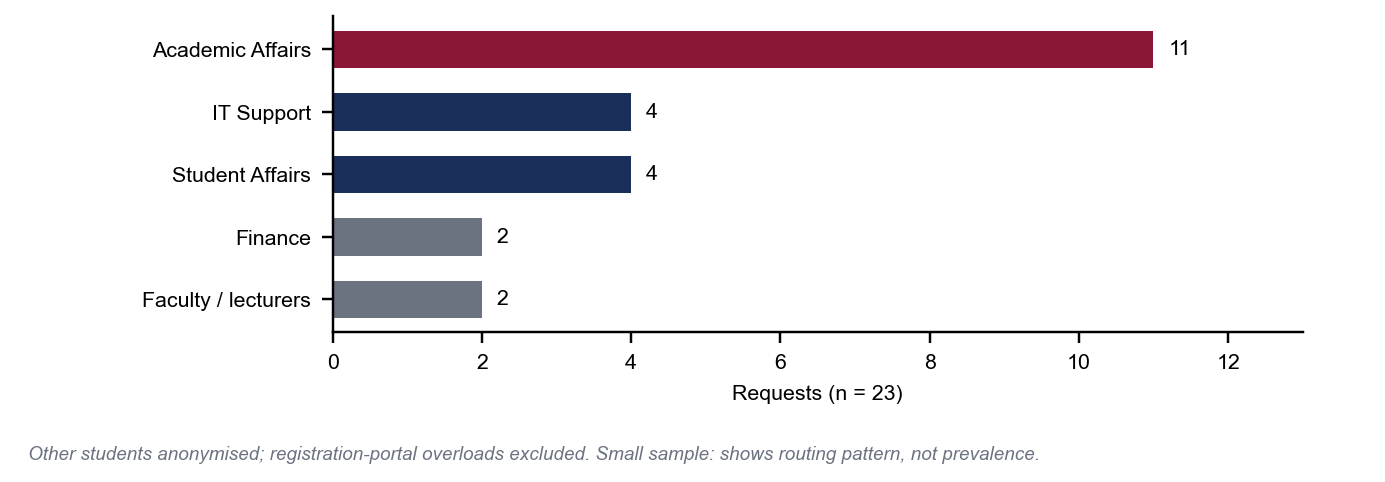 Academic Affairs 11
IT Support 4
Student Affairs 4
Finance 2
Faculty / lecturers 2
0 2 4 6 8 10 12
Requests (n = 23)
Other students anonymised; registration-portal overloads excluded. Small sample: shows routing pattern, not prevalence.